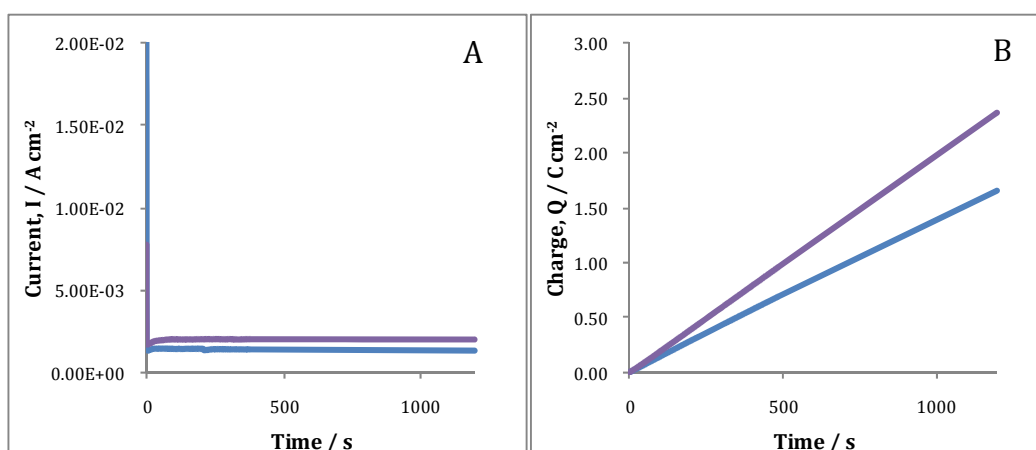 A
Current, I / A cm-2
2.00E-02
1.50E-02
1.00E-02
5.00E-03
0.00E+00
0
500
1000
Time / s
B
Charge, Q / C cm-2
3.00
2.50
2.00
1.50
1.00
0.50
0.00
0
500
1000
Time / s